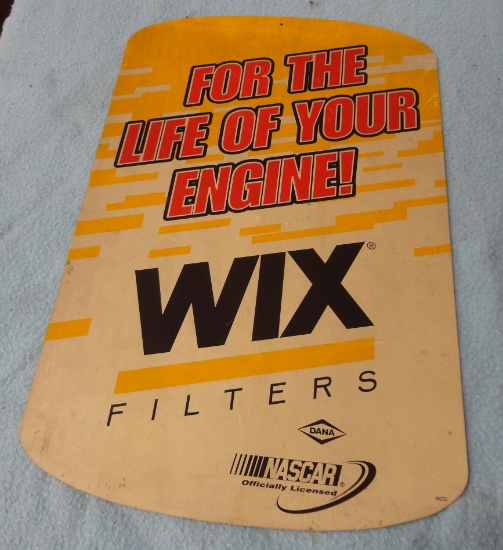 FOR THE
LIFE OF YOUR
ENGINE!
WIX®
FILTERS
DANA
NASCAR®
Officially Licensed